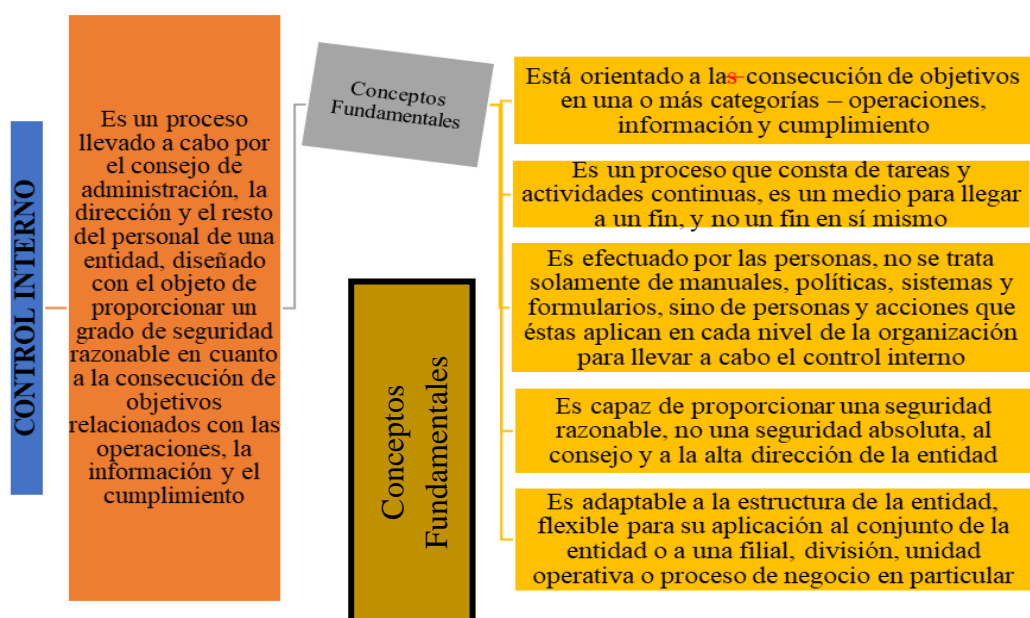 CONTROL INTERNO
Es un proceso
llevado a cabo por
el consejo de
administración, la
dirección y el resto
del personal de una
entidad, diseñado
con el objeto de
proporcionar un
grado de seguridad
razonable en cuanto
a la consecución de
objetivos
relacionados con las
operaciones, la
información y el
cumplimiento
Conceptos
Fundamentales
Está orientado a las consecución de objetivos
en una o más categorías – operaciones,
información y cumplimiento
Es un proceso que consta de tareas y
actividades continuas, es un medio para llegar
a un fin, y no un fin en sí mismo
Es efectuado por las personas, no se trata
solamente de manuales, políticas, sistemas y
formularios, sino de personas y acciones que
éstas aplican en cada nivel de la organización
para llevar a cabo el control interno
Es capaz de proporcionar una seguridad
razonable, no una seguridad absoluta, al
consejo y a la alta dirección de la entidad
Es adaptable a la estructura de la entidad,
flexible para su aplicación al conjunto de la
entidad o a una filial, división, unidad
operativa o proceso de negocio en particular
Conceptos
Fundamentales